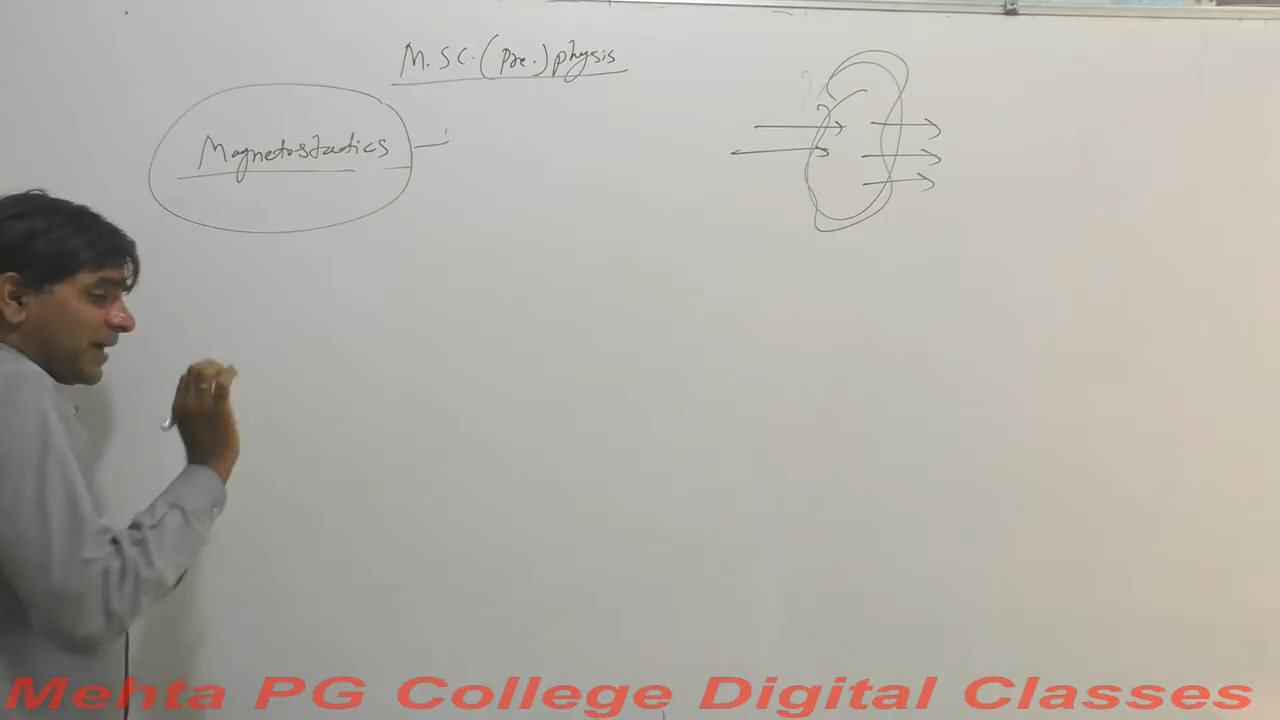 M.SC. (Pre.) physis
Magnetostatics
Mehta PG College Digital Classes